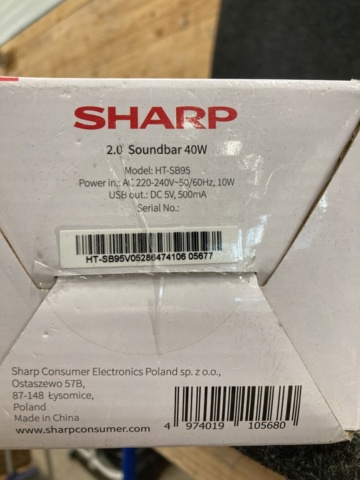 SHARP
2.0 Soundbar 40W
Model: HT-SB95
Power in.: AC 220-240V~50/60Hz, 10W
USB out.: DC 5V, 500mA
Serial No.:
HT-SB95V05286474106 05677
Sharp Consumer Electronics Poland sp. z o.o.,
Ostaszewo 57B,
87-148 Łysomice,
Poland
Made in China
www.sharpconsumer.com
4 974019 105680